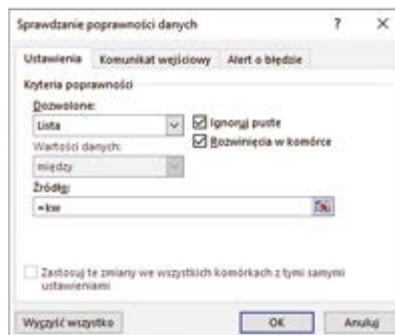 Sprawdzanie poprawności danych ? ×
Ustawienia Komunikat wejściowy Alert o błędzie
Kryteria poprawności
Dozwolone:
Lista
Ignoruj puste
Rozwinięcia w komórce
Wartości danych:
między
Źródło:
=kw
Zastosuj te zmiany we wszystkich komórkach z tymi samymi
ustawieniami
Wyczyść wszystko OK Anuluj